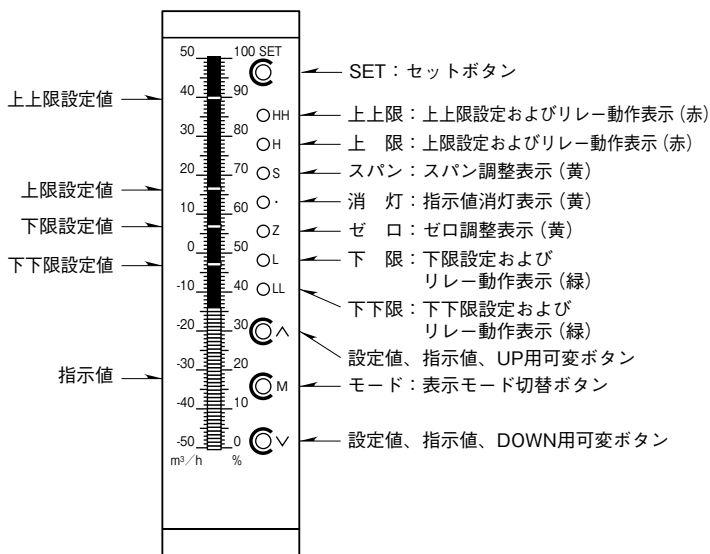 上上限設定値
上限設定値
下限設定値
下下限設定値
指示値
50 100 SET
40 90
HH
30 80
H
20 70 S
・
10 60
Z
0 50
L
-10 40 LL
-20 30 ∧
-30 20
M
-40 10
-50 0 ∨
m³/h %
SET：セットボタン
上上限：上上限設定およびリレー動作表示（赤）
上　限：上限設定およびリレー動作表示（赤）
スパン：スパン調整表示（黄）
消　灯：指示値消灯表示（黄）
ゼ　ロ：ゼロ調整表示（黄）
下　限：下限設定および
リレー動作表示（緑）
下下限：下下限設定および
リレー動作表示（緑）
設定値、指示値、UP用可変ボタン
モード：表示モード切替ボタン
設定値、指示値、DOWN用可変ボタン